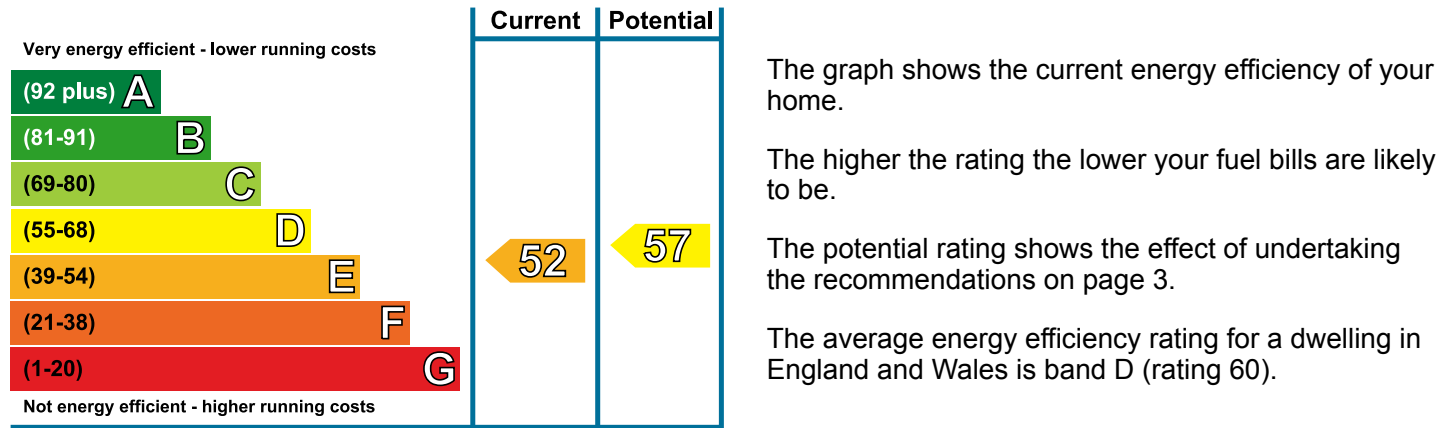 Current Potential
Very energy efficient - lower running costs
(92 plus) A
(81-91) B
(69-80) C
(55-68) D
(39-54) E
(21-38) F
(1-20) G
Not energy efficient - higher running costs
52
57
The graph shows the current energy efficiency of your
home.
The higher the rating the lower your fuel bills are likely
to be.
The potential rating shows the effect of undertaking
the recommendations on page 3.
The average energy efficiency rating for a dwelling in
England and Wales is band D (rating 60).